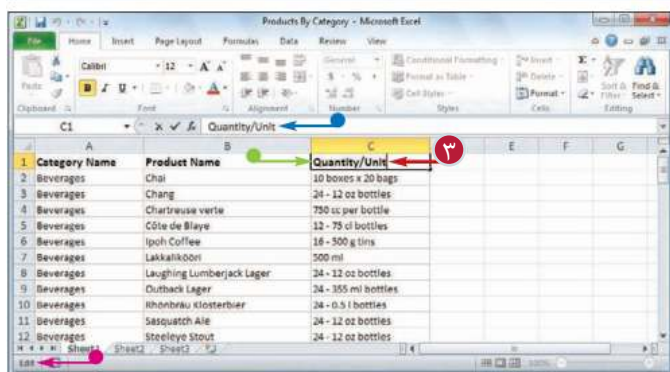 Products By Category - Microsoft Excel
File Home Insert Page Layout Formulas Data Review View
Calibri 12 A A General Conditional Formatting Insert Σ
Paste B I U A $ % , Format as Table Delete Sort & Filter Find & Select
Cell Styles Format
Clipboard Font Alignment Number Styles Cells Editing
C1 fx Quantity/Unit
A B C E F G
1 Category Name Product Name Quantity/Unit ٣
2 Beverages Chai 10 boxes x 20 bags
3 Beverages Chang 24 - 12 oz bottles
4 Beverages Chartreuse verte 750 cc per bottle
5 Beverages Côte de Blaye 12 - 75 cl bottles
6 Beverages Ipoh Coffee 16 - 500 g tins
7 Beverages Lakkalikööri 500 ml
8 Beverages Laughing Lumberjack Lager 24 - 12 oz bottles
9 Beverages Outback Lager 24 - 355 ml bottles
10 Beverages Rhönbräu Klosterbier 24 - 0.5 l bottles
11 Beverages Sasquatch Ale 24 - 12 oz bottles
12 Beverages Steeleye Stout 24 - 12 oz bottles
Sheet1 Sheet2 Sheet3
Edit 100%